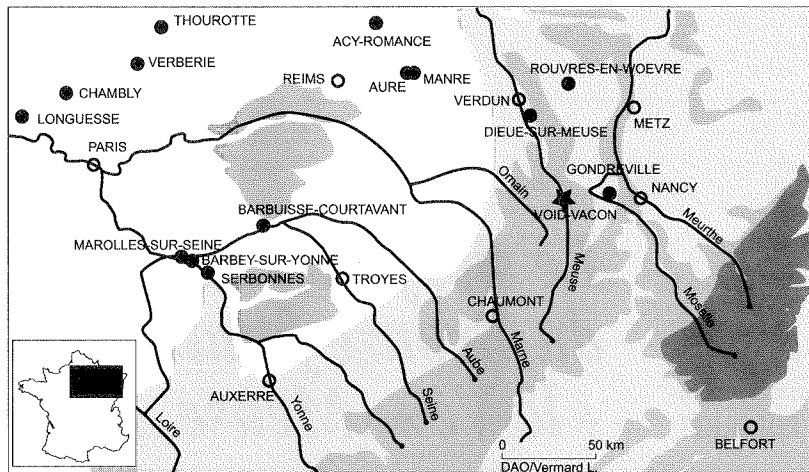 THOUROTTE
ACY-ROMANCE
VERBERIE
REIMS
AURE
MANRE
ROUVRES-EN-WOEVRE
CHAMBLY
VERDUN
LONGUESSE
DIEUE-SUR-MEUSE
METZ
PARIS
GONDREVILLE
NANCY
Ornain
VOID-VACON
Meurthe
BARBUISSE-COURTAVANT
MAROLLES-SUR-SEINE
BARBEY-SUR-YONNE
SERBONNES
TROYES
Meuse
CHAUMONT
Moselle
Marne
Aube
AUXERRE
Seine
Yonne
Loire
BELFORT
0 50 km
DAO/Vermard L.